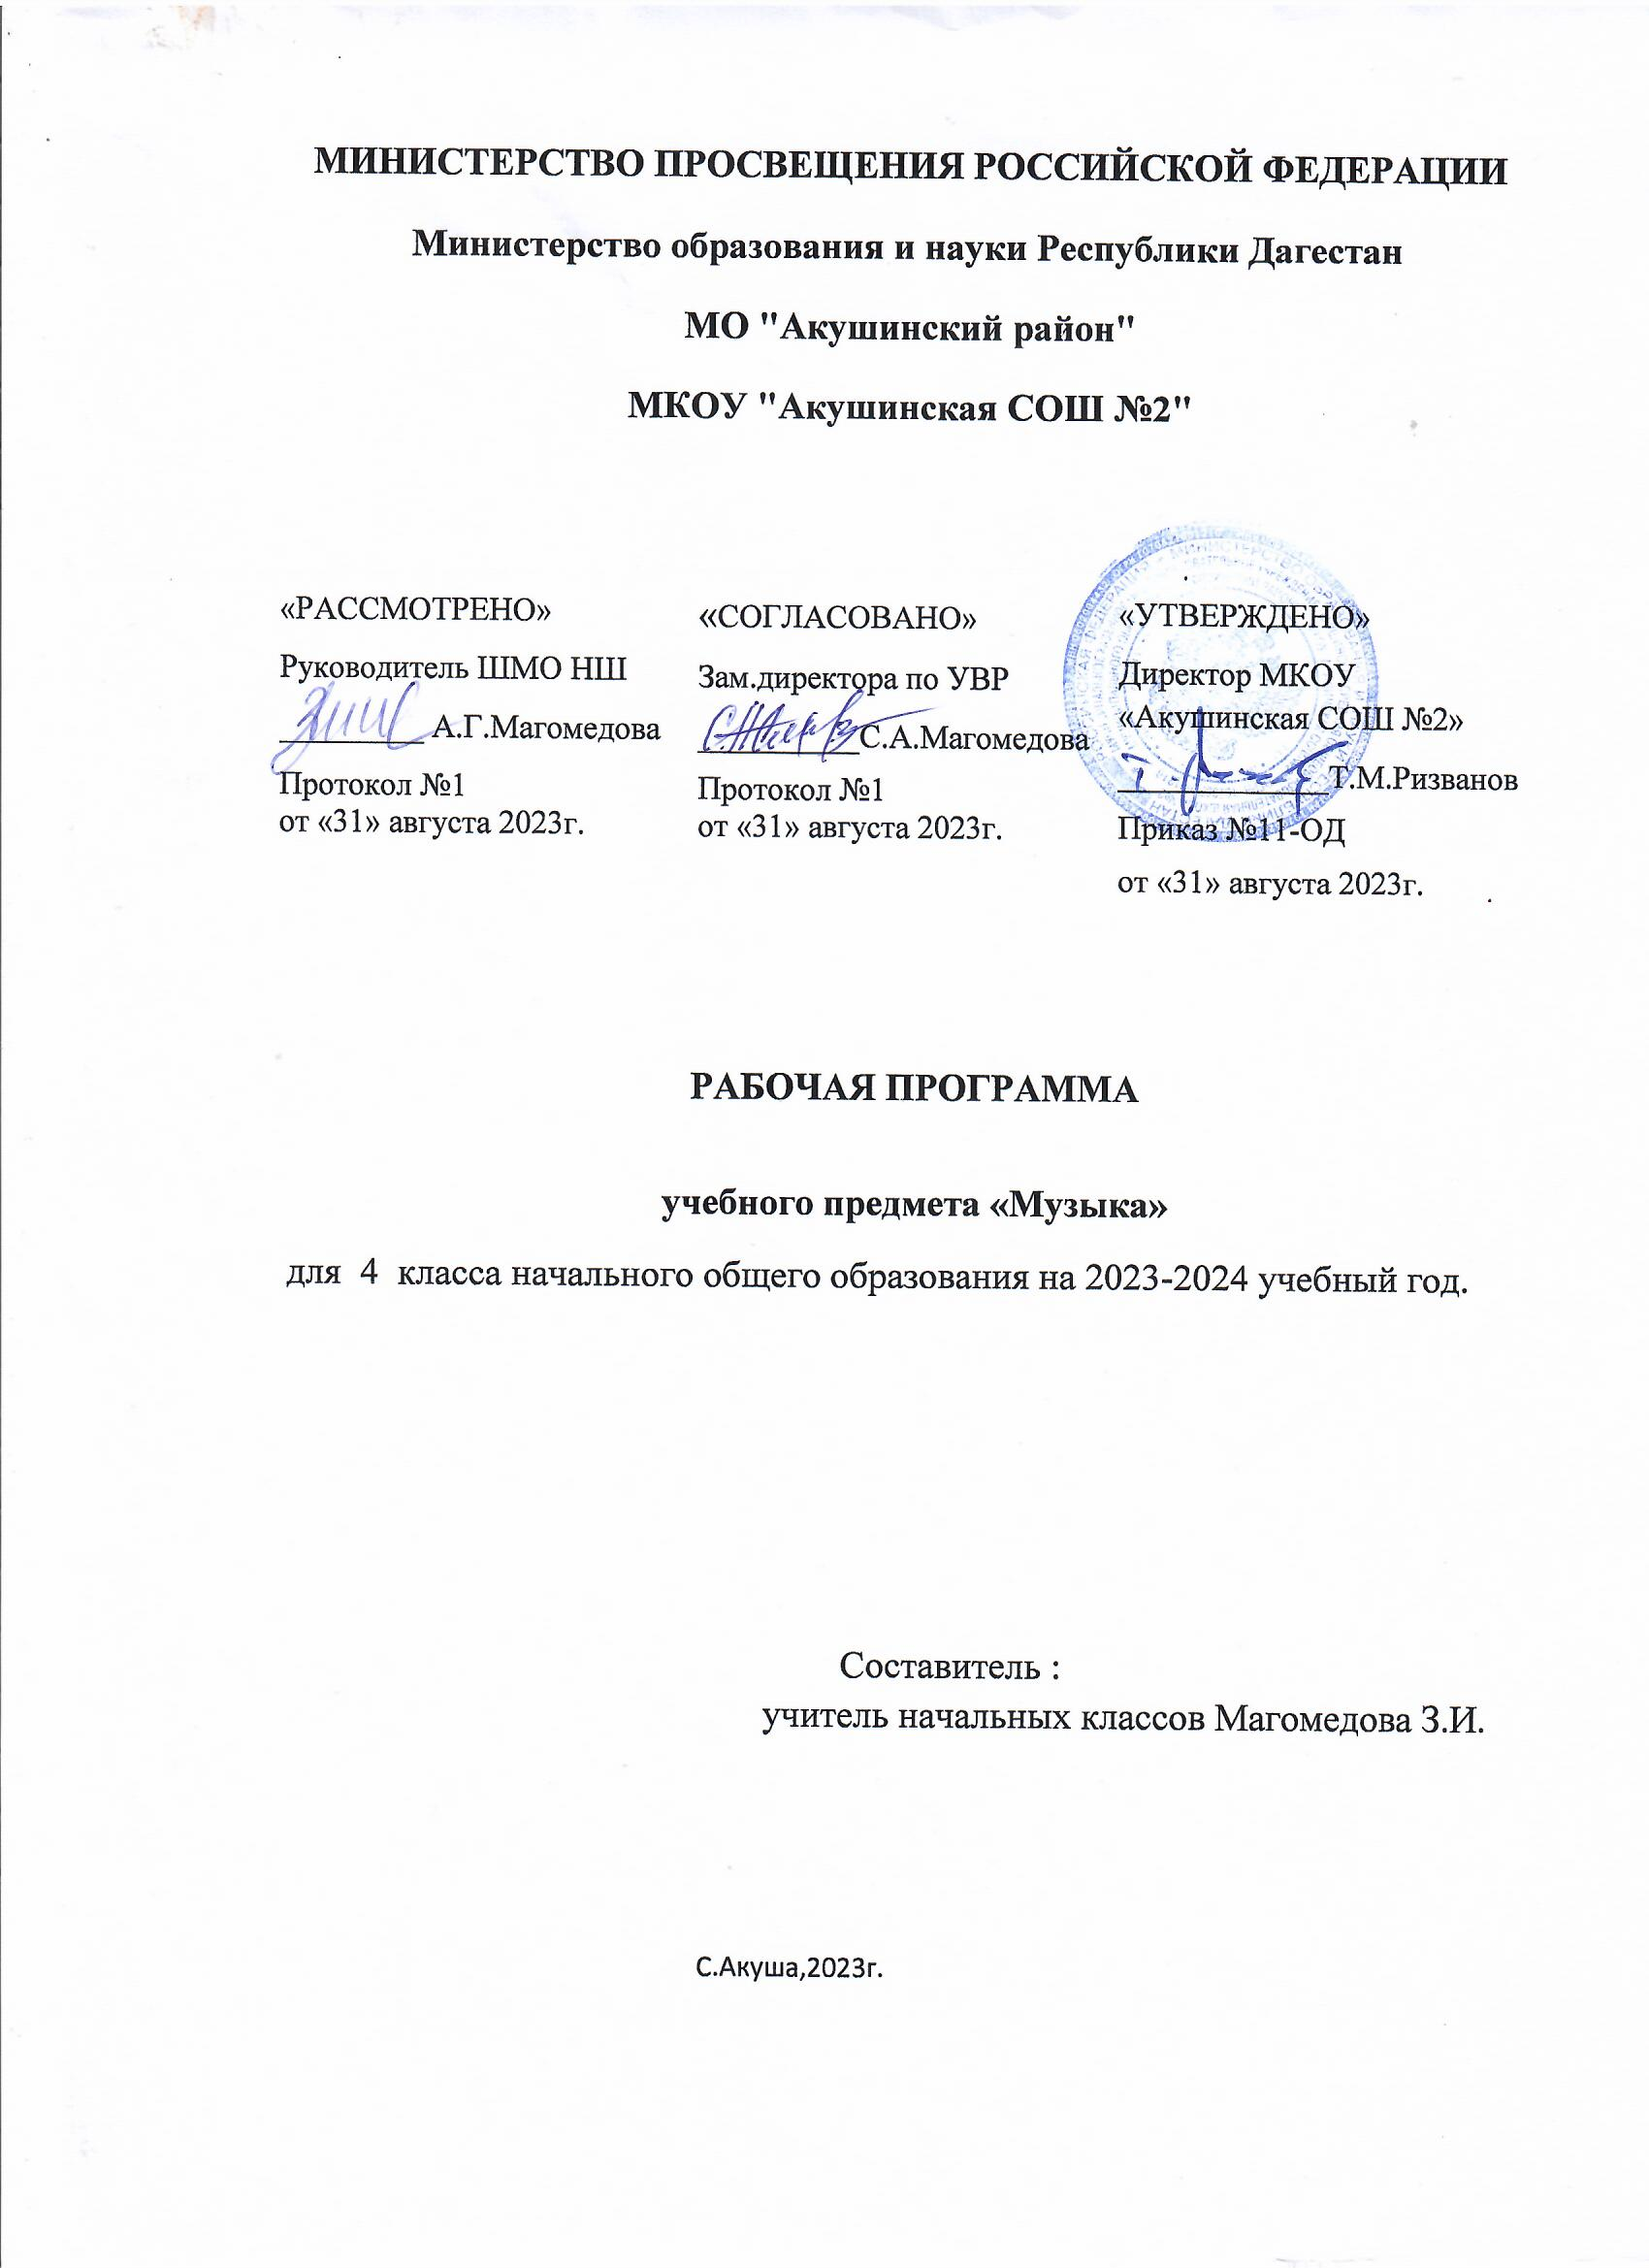 МИНИСТЕРСТВО ПРОСВЕЩЕНИЯ РОССИЙСКОЙ ФЕДЕРАЦИИ
Министерство образования и науки Республики Дагестан
МО "Акушинский район"
МКОУ "Акушинская СОШ №2"
«РАССМОТРЕНО»
Руководитель ШМО НШ
_________ А.Г.Магомедова
Протокол №1
от «31» августа 2023г.
«СОГЛАСОВАНО»
Зам.директора по УВР
__________С.А.Магомедова
Протокол №1
от «31» августа 2023г.
«УТВЕРЖДЕНО»
Директор МКОУ
«Акушинская СОШ №2»
_____________Т.М.Ризванов
Приказ №11-ОД
от «31» августа 2023г.
РАБОЧАЯ ПРОГРАММА
учебного предмета «Музыка»
для 4 класса начального общего образования на 2023-2024 учебный год.
Составитель :
учитель начальных классов Магомедова З.И.
С.Акуша,2023г.